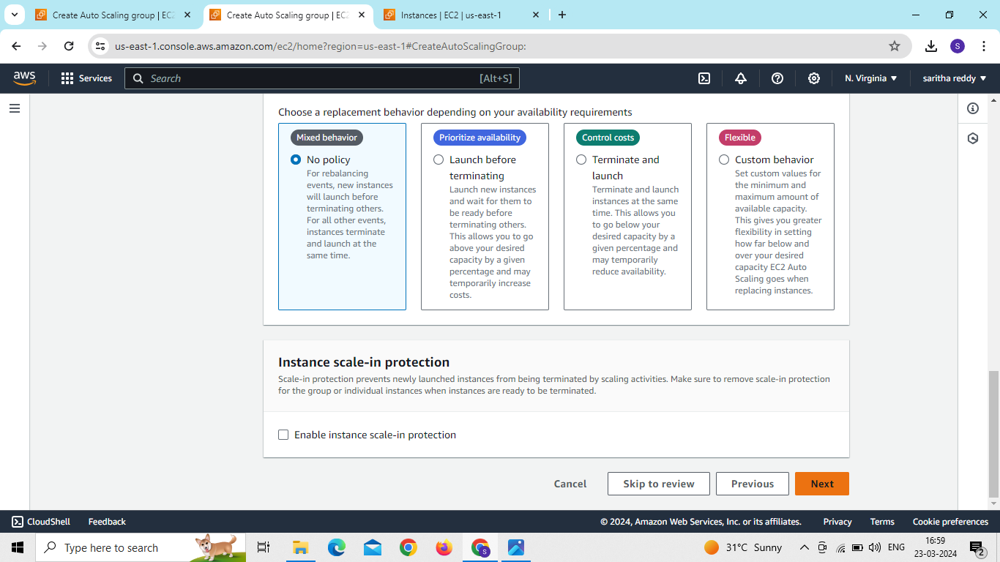 Create Auto Scaling group | EC2
Create Auto Scaling group | EC2
Instances | EC2 | us-east-1
us-east-1.console.aws.amazon.com/ec2/home?region=us-east-1#CreateAutoScalingGroup:
S
aws
Services
Search
[Alt+S]
N. Virginia
saritha reddy
Choose a replacement behavior depending on your availability requirements
Mixed behavior
No policy
For rebalancing
events, new instances
will launch before
terminating others.
For all other events,
instances terminate
and launch at the
same time.
Prioritize availability
Launch before
terminating
Launch new instances
and wait for them to
be ready before
terminating others.
This allows you to go
above your desired
capacity by a given
percentage and may
temporarily increase
costs.
Control costs
Terminate and
launch
Terminate and launch
instances at the same
time. This allows you
to go below your
desired capacity by a
given percentage and
may temporarily
reduce availability.
Flexible
Custom behavior
Set custom values for
the minimum and
maximum amount of
available capacity.
This gives you greater
flexibility in setting
how far below and
over your desired
capacity EC2 Auto
Scaling goes when
replacing instances.
Instance scale-in protection
Scale-in protection prevents newly launched instances from being terminated by scaling activities. Make sure to remove scale-in protection
for the group or individual instances when instances are ready to be terminated.
Enable instance scale-in protection
Cancel
Skip to review
Previous
Next
CloudShell
Feedback
© 2024, Amazon Web Services, Inc. or its affiliates.
Privacy
Terms
Cookie preferences
Type here to search
S
31°C Sunny
ENG
16:59
23-03-2024
2